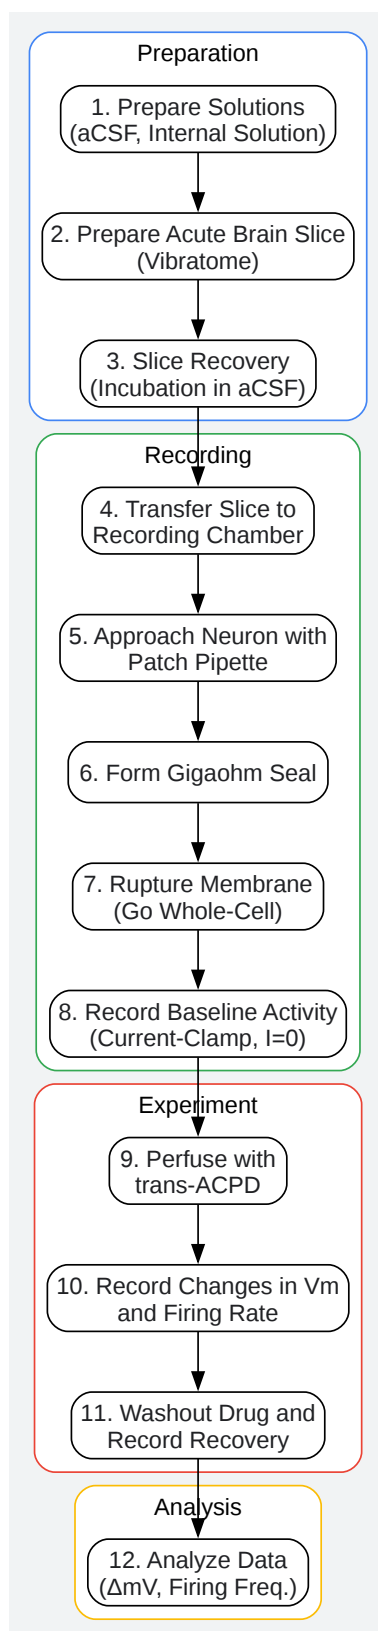 Preparation
1. Prepare Solutions
(aCSF, Internal Solution)
2. Prepare Acute Brain Slice
(Vibratome)
3. Slice Recovery
(Incubation in aCSF)
Recording
4. Transfer Slice to
Recording Chamber
5. Approach Neuron with
Patch Pipette
6. Form Gigaohm Seal
7. Rupture Membrane
(Go Whole-Cell)
8. Record Baseline Activity
(Current-Clamp, I=0)
Experiment
9. Perfuse with
trans-ACPD
10. Record Changes in Vm
and Firing Rate
11. Washout Drug and
Record Recovery
Analysis
12. Analyze Data
(ΔmV, Firing Freq.)